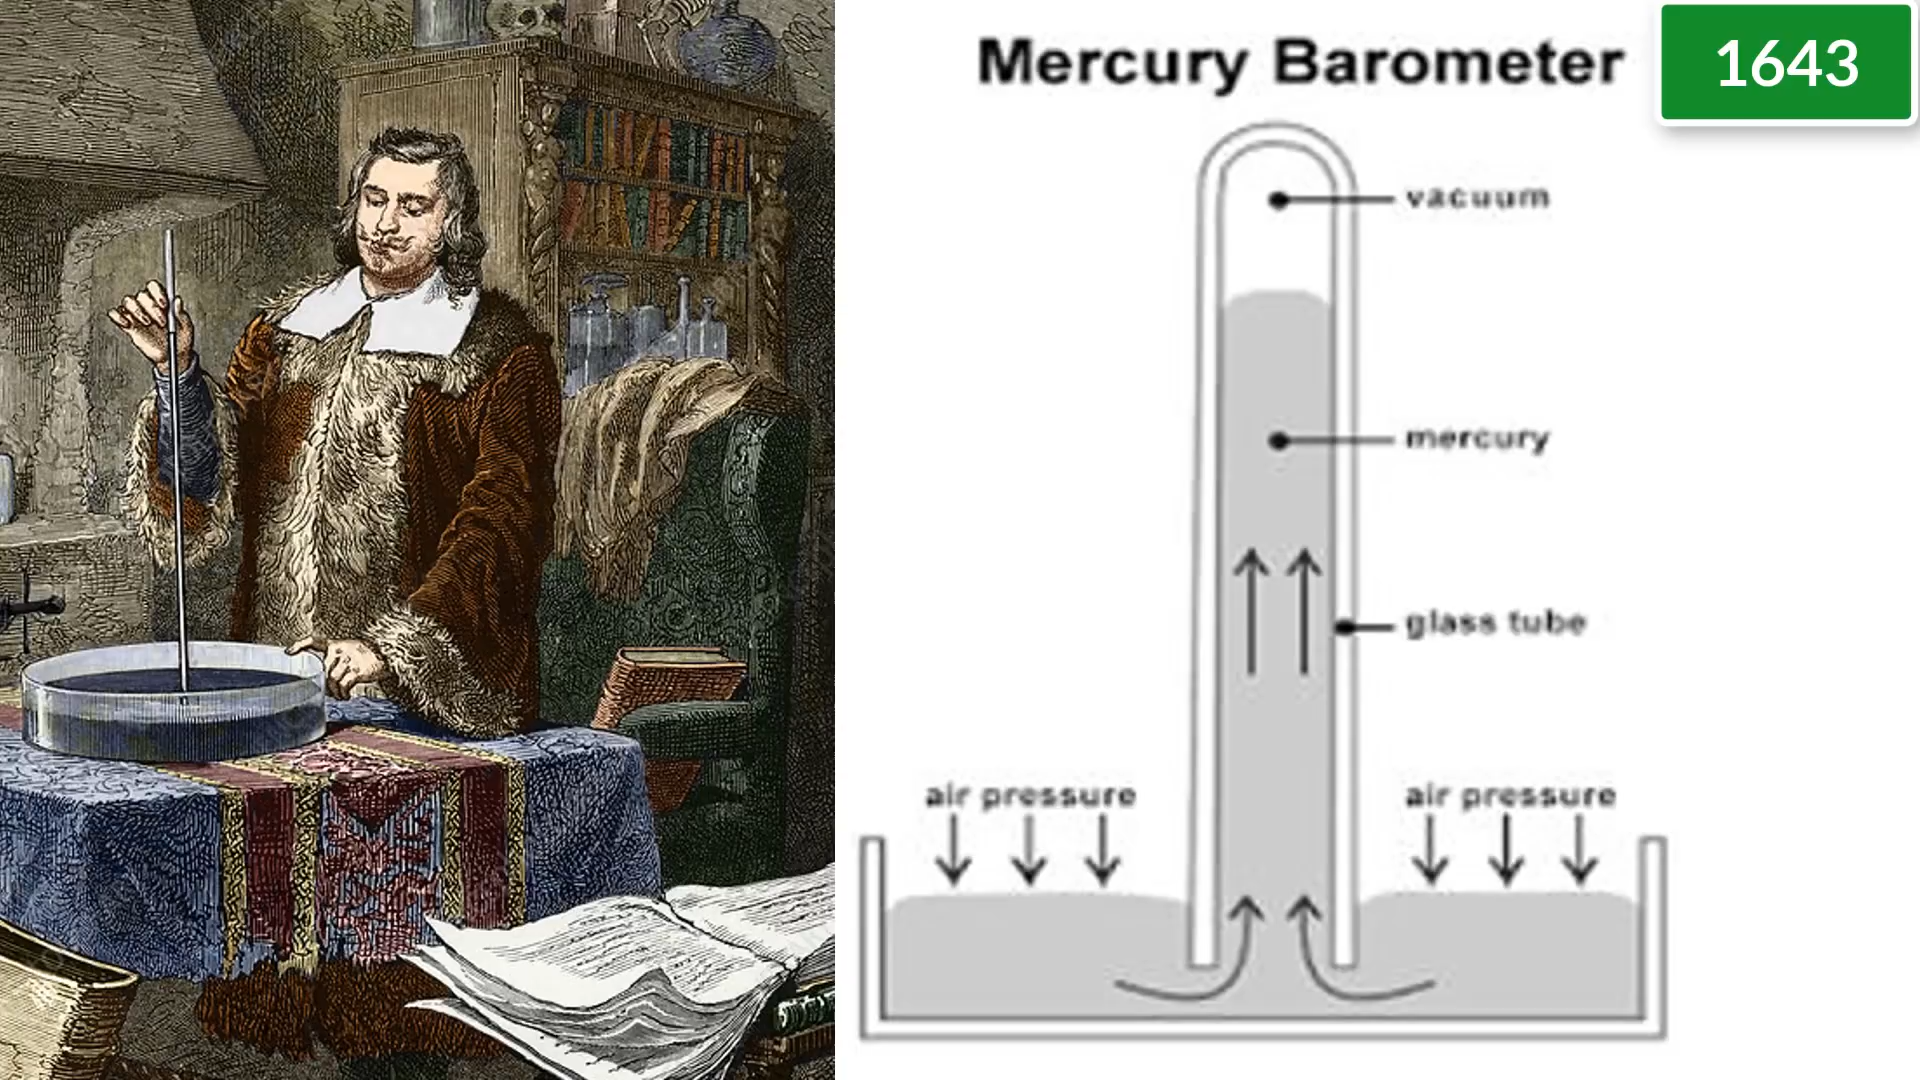 Mercury Barometer
1643
vacuum
mercury
glass tube
air pressure
air pressure